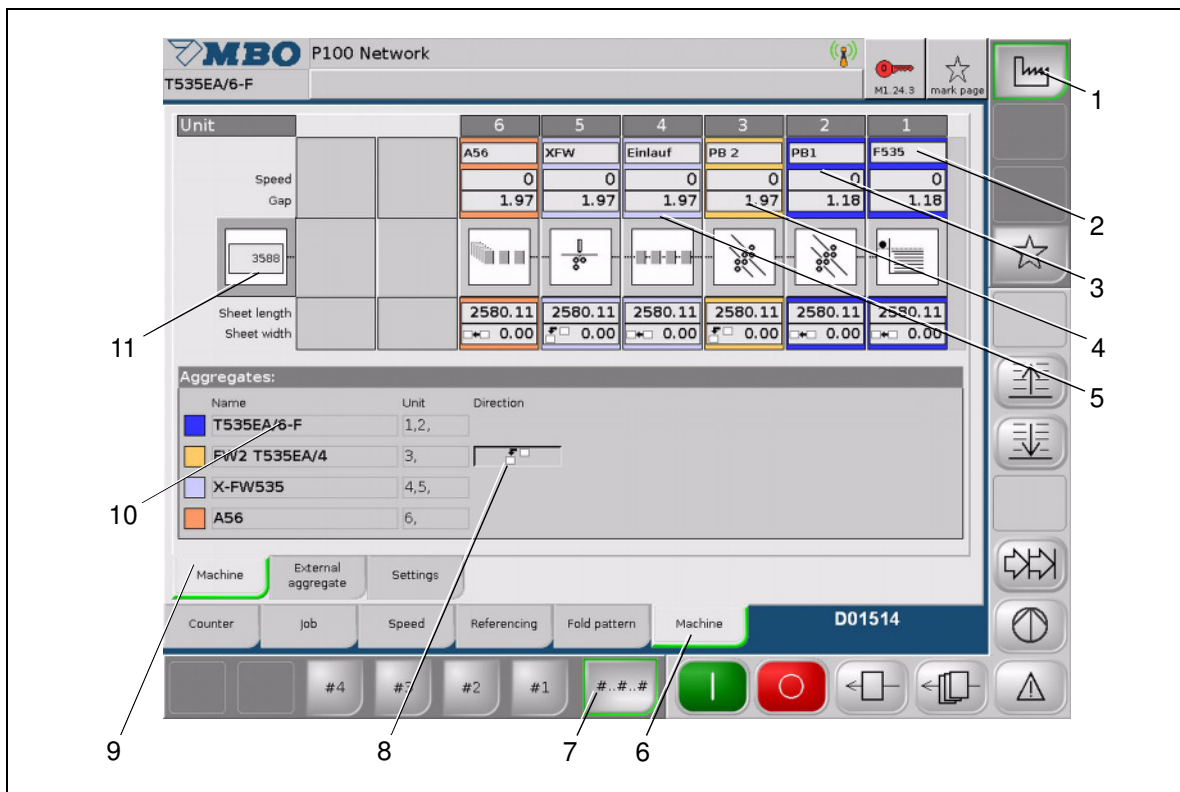 MBO P100 Network
T535EA/6-F
M1.24.3
mark page
Unit 6 5 4 3 2 1
A56 XFW Einlauf PB 2 PB1 F535
Speed 0 0 0 0 0 0
Gap 1.97 1.97 1.97 1.97 1.18 1.18
3588
Sheet length 2580.11 2580.11 2580.11 2580.11 2580.11 2580.11
Sheet width 0.00 0.00 0.00 0.00 0.00 0.00
Aggregates:
Name Unit Direction
T535EA/6-F 1,2,
FW2 T535EA/4 3,
X-FW535 4,5,
A56 6,
Machine External aggregate Settings
Counter Job Speed Referencing Fold pattern Machine D01514
#4 #3 #2 #1 #..#..#
1
2
3
4
5
6
7
8
9
10
11